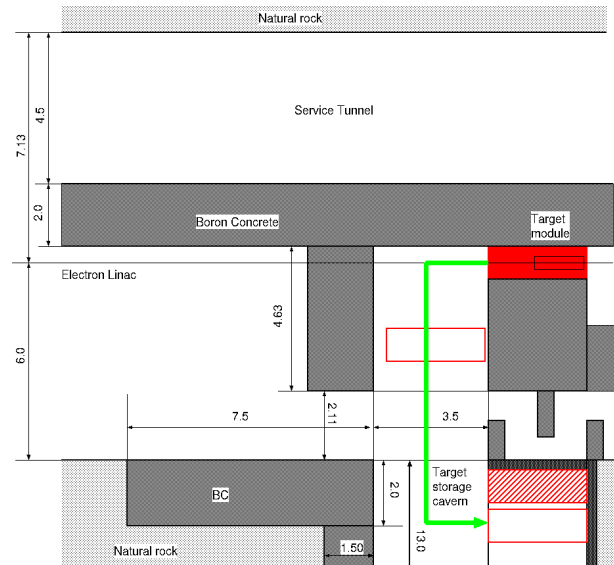 Natural rock
Service Tunnel
4.5
7.13
2.0
Boron Concrete
Target
module
Electron Linac
4.63
6.0
2.11
7.5
3.5
BC
2.0
Target
storage
cavern
13.0
1.50
Natural rock